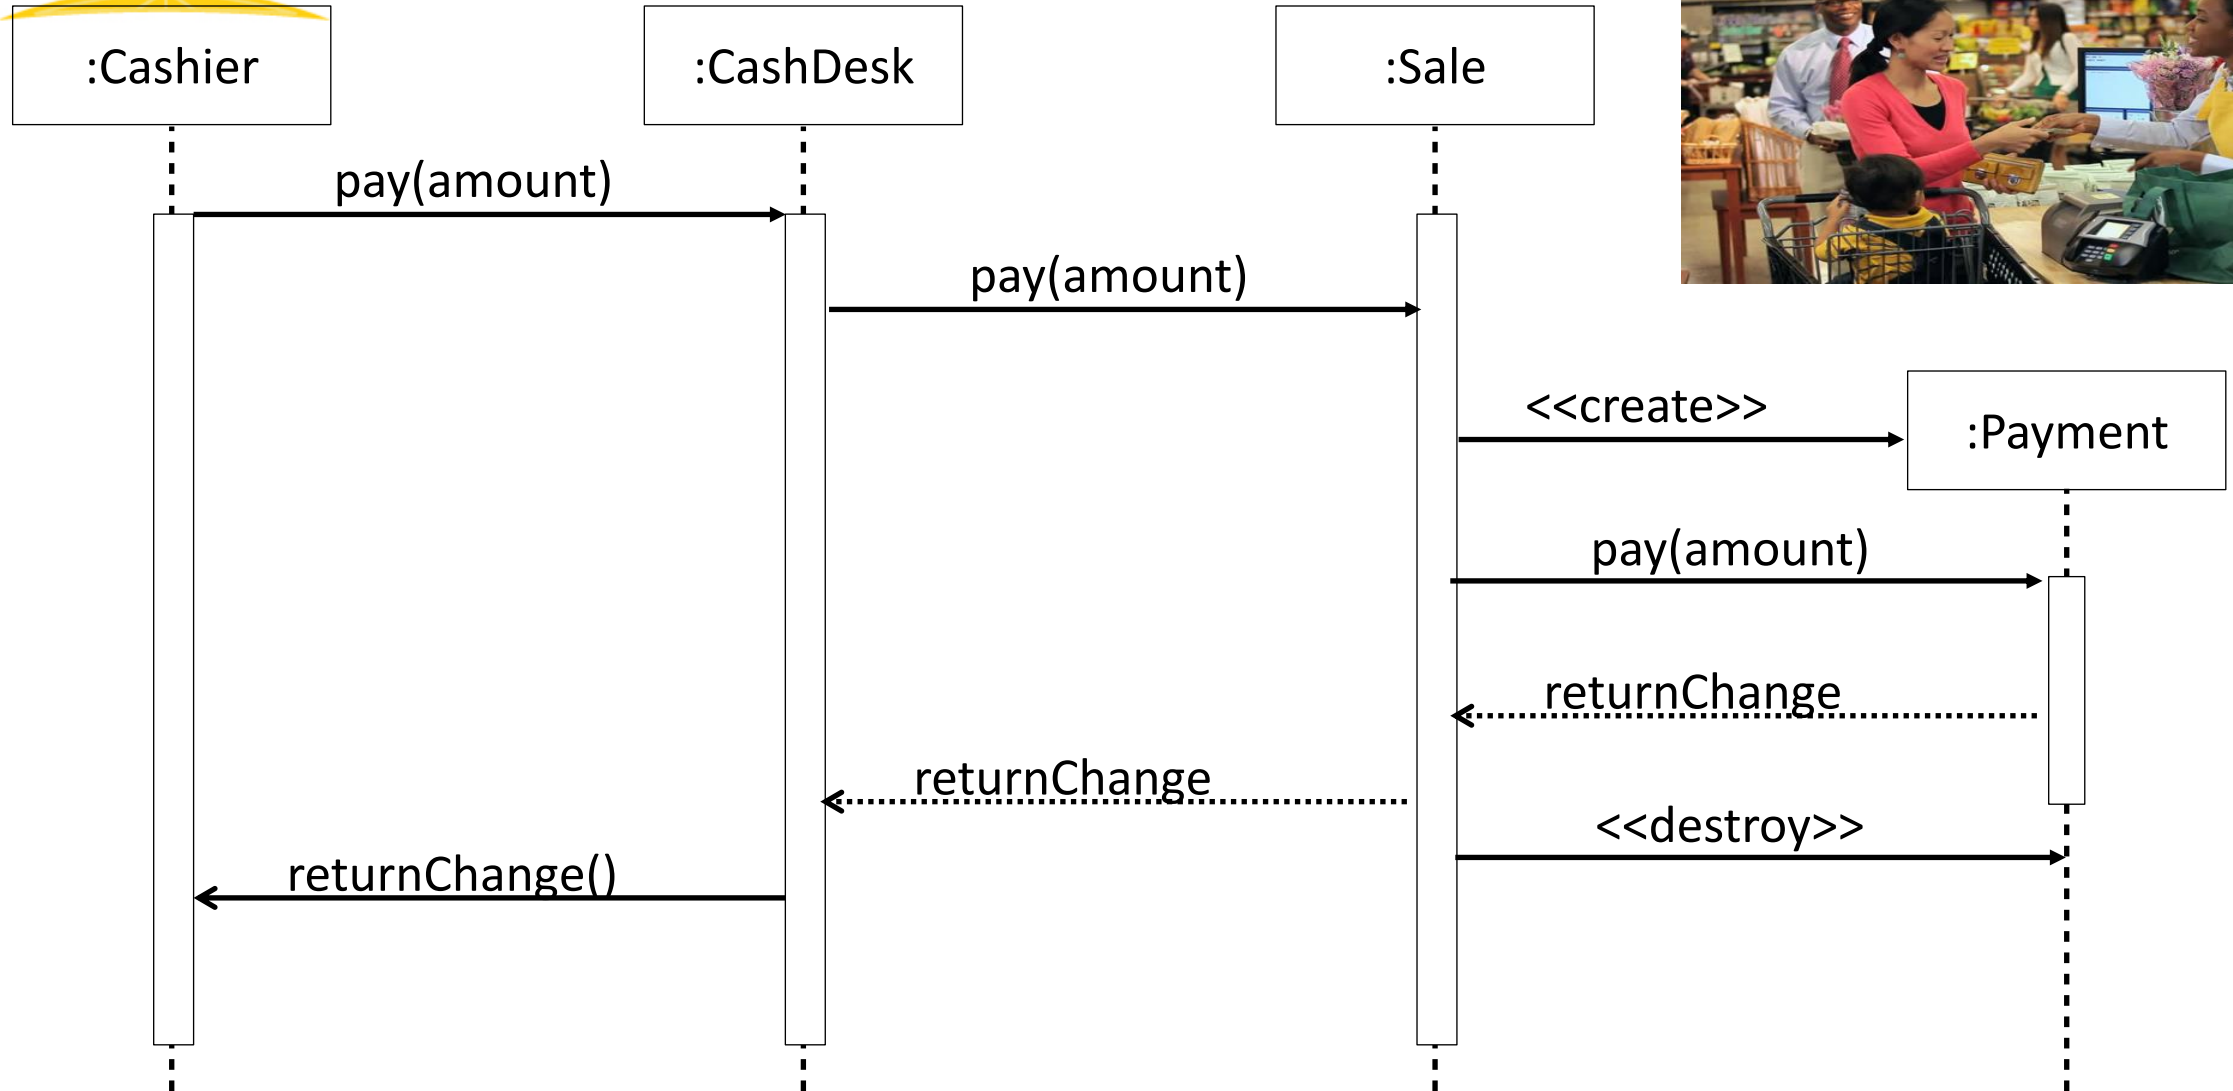 :Cashier
:CashDesk
:Sale
pay(amount)
pay(amount)
<<create>>
:Payment
pay(amount)
returnChange
returnChange
<<destroy>>
returnChange()